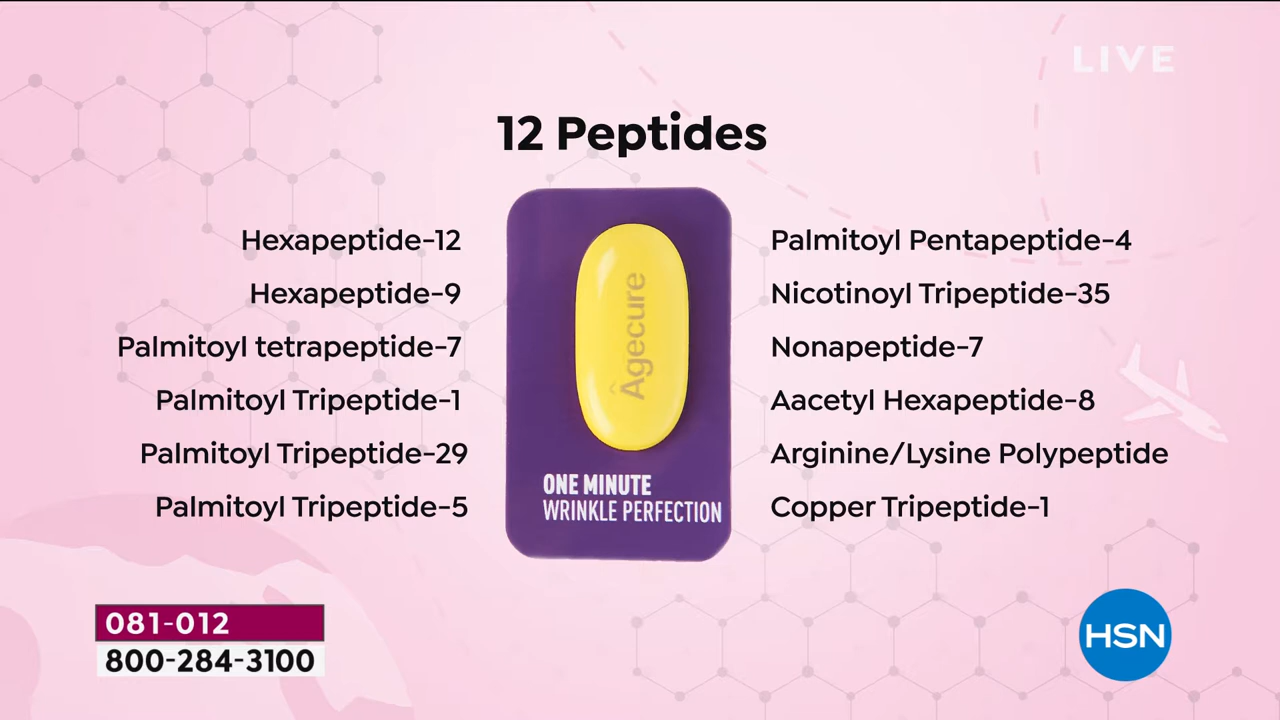 LIVE
12 Peptides
Hexapeptide-12
Hexapeptide-9
Palmitoyl tetrapeptide-7
Palmitoyl Tripeptide-1
Palmitoyl Tripeptide-29
Palmitoyl Tripeptide-5
Âgecure
ONE MINUTE
WRINKLE PERFECTION
Palmitoyl Pentapeptide-4
Nicotinoyl Tripeptide-35
Nonapeptide-7
Aacetyl Hexapeptide-8
Arginine/Lysine Polypeptide
Copper Tripeptide-1
081-012
800-284-3100
HSN